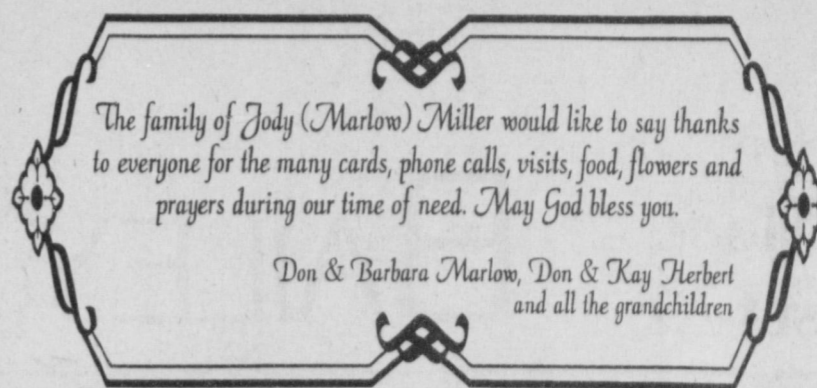 The family of Jody (Marlow) Miller would like to say thanks
to everyone for the many cards, phone calls, visits, food, flowers and
prayers during our time of need. May God bless you.
Don & Barbara Marlow, Don & Kay Herbert
and all the grandchildren